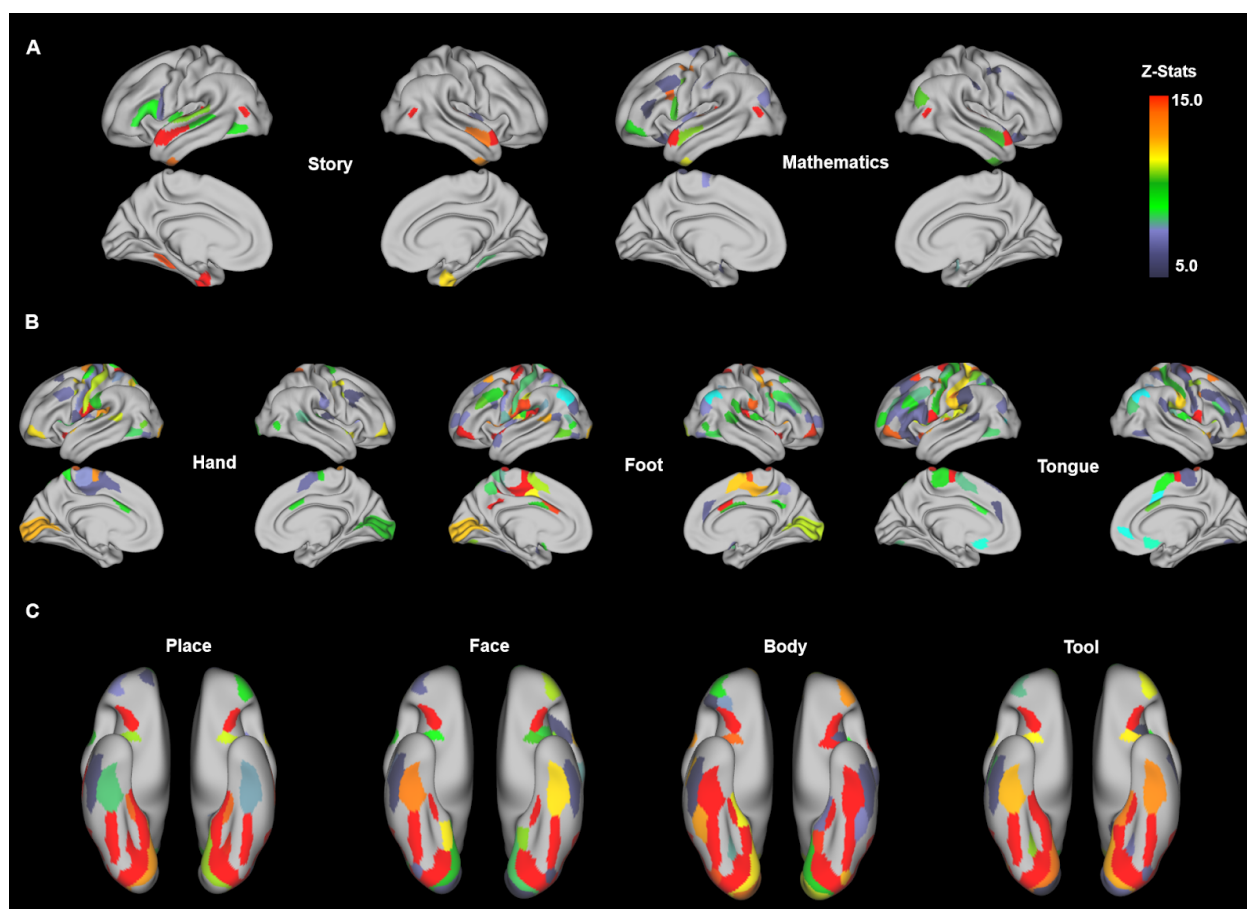 A
Z-Stats
15.0
Story
Mathematics
5.0
B
Hand
Foot
Tongue
C
Place
Face
Body
Tool